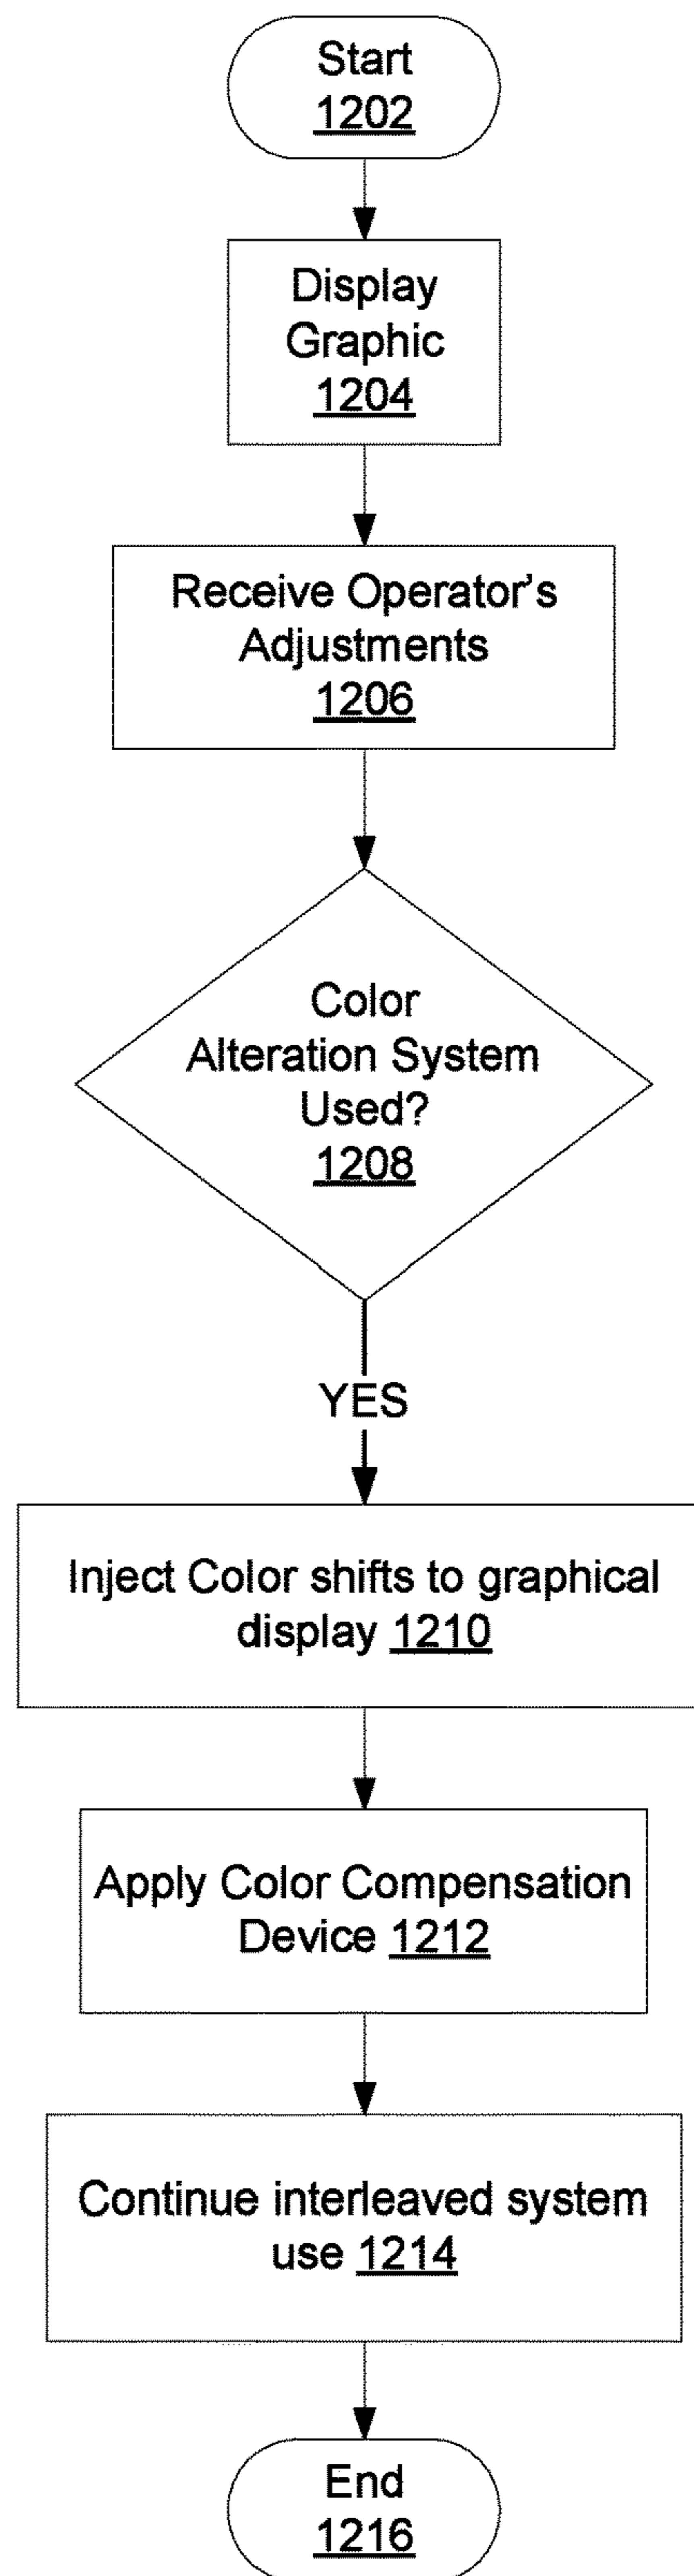 Start
1202
Display
Graphic
1204
Receive Operator's
Adjustments
1206
Color
Alteration System
Used?
1208
YES
Inject Color shifts to graphical
display 1210
Apply Color Compensation
Device 1212
Continue interleaved system
use 1214
End
1216